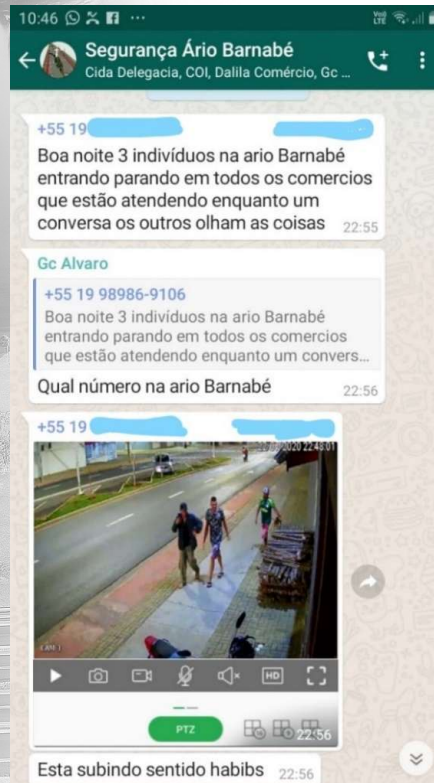 10:46
Segurança Ário Barnabé
Cida Delegacia, COI, Dalila Comércio, Gc ...
+55 19
Boa noite 3 indivíduos na ario Barnabé
entrando parando em todos os comercios
que estão atendendo enquanto um
conversa os outros olham as coisas 22:55
Gc Alvaro
+55 19 98986-9106
Boa noite 3 indivíduos na ario Barnabé
entrando parando em todos os comercios
que estão atendendo enquanto um convers...
Qual número na ario Barnabé 22:56
+55 19
2020 22:48:01
CAM 1
HD
PTZ
22:56
Esta subindo sentido habibs 22:56